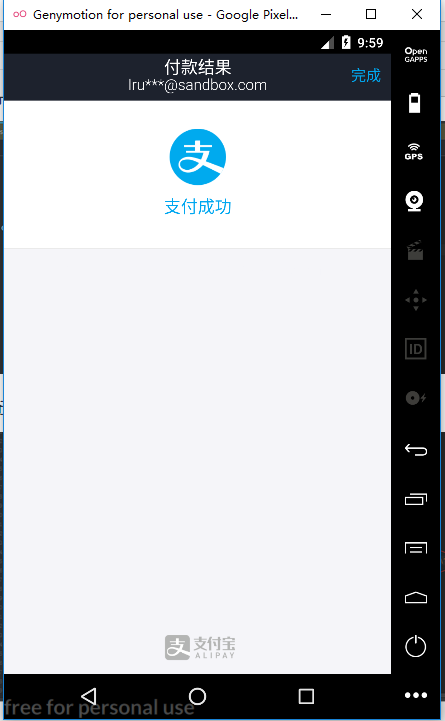 Genymotion for personal use - Google Pixel...
Open
GAPPS
9:59
付款结果
lru***@sandbox.com
完成
支
支付成功
GPS
ID
支 支付宝
ALIPAY
free for personal use